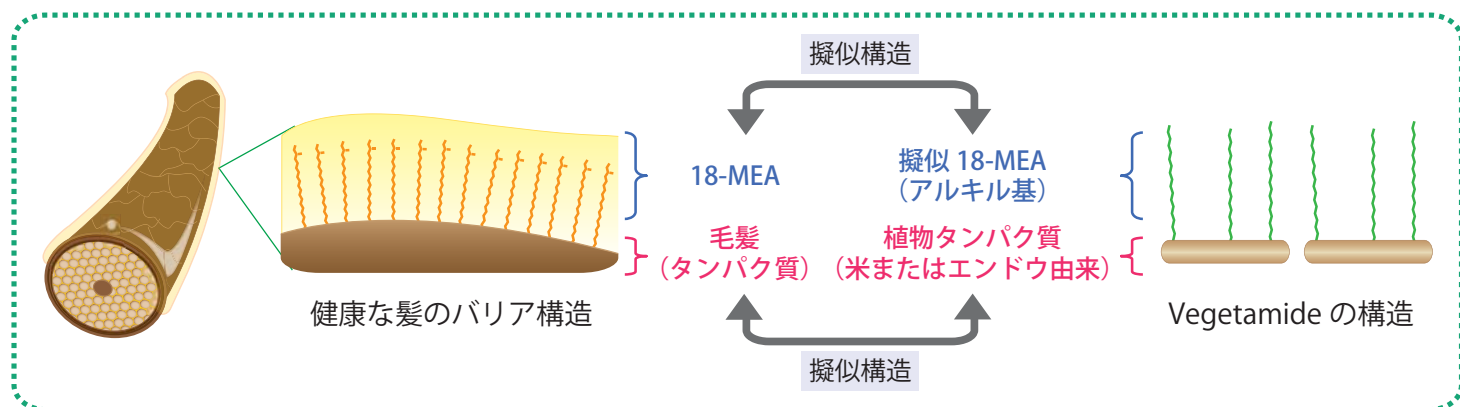 擬似構造
18-MEA
擬似 18-MEA
（アルキル基）
毛髪
（タンパク質）
植物タンパク質
（米またはエンドウ由来）
健康な髪のバリア構造
Vegetamide の構造
擬似構造